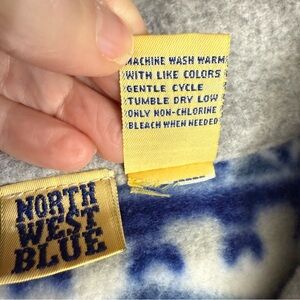 MACHINE WASH WARM
WITH LIKE COLORS
GENTLE CYCLE
TUMBLE DRY LOW
ONLY NON-CHLORINE
BLEACH WHEN NEEDED
NORTH
WEST
BLUE